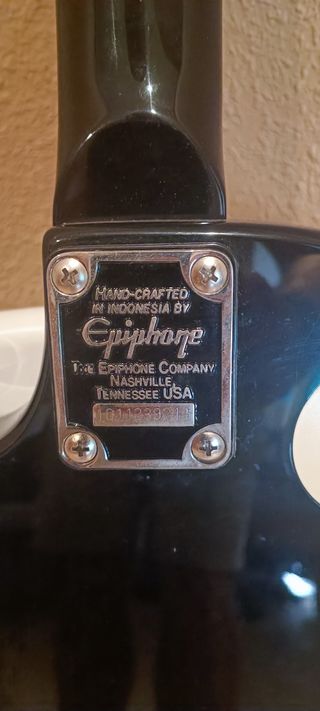 HAND-CRAFTED
IN INDONESIA BY
Epiphone
THE EPIPHONE COMPANY
NASHVILLE,
TENNESSEE USA